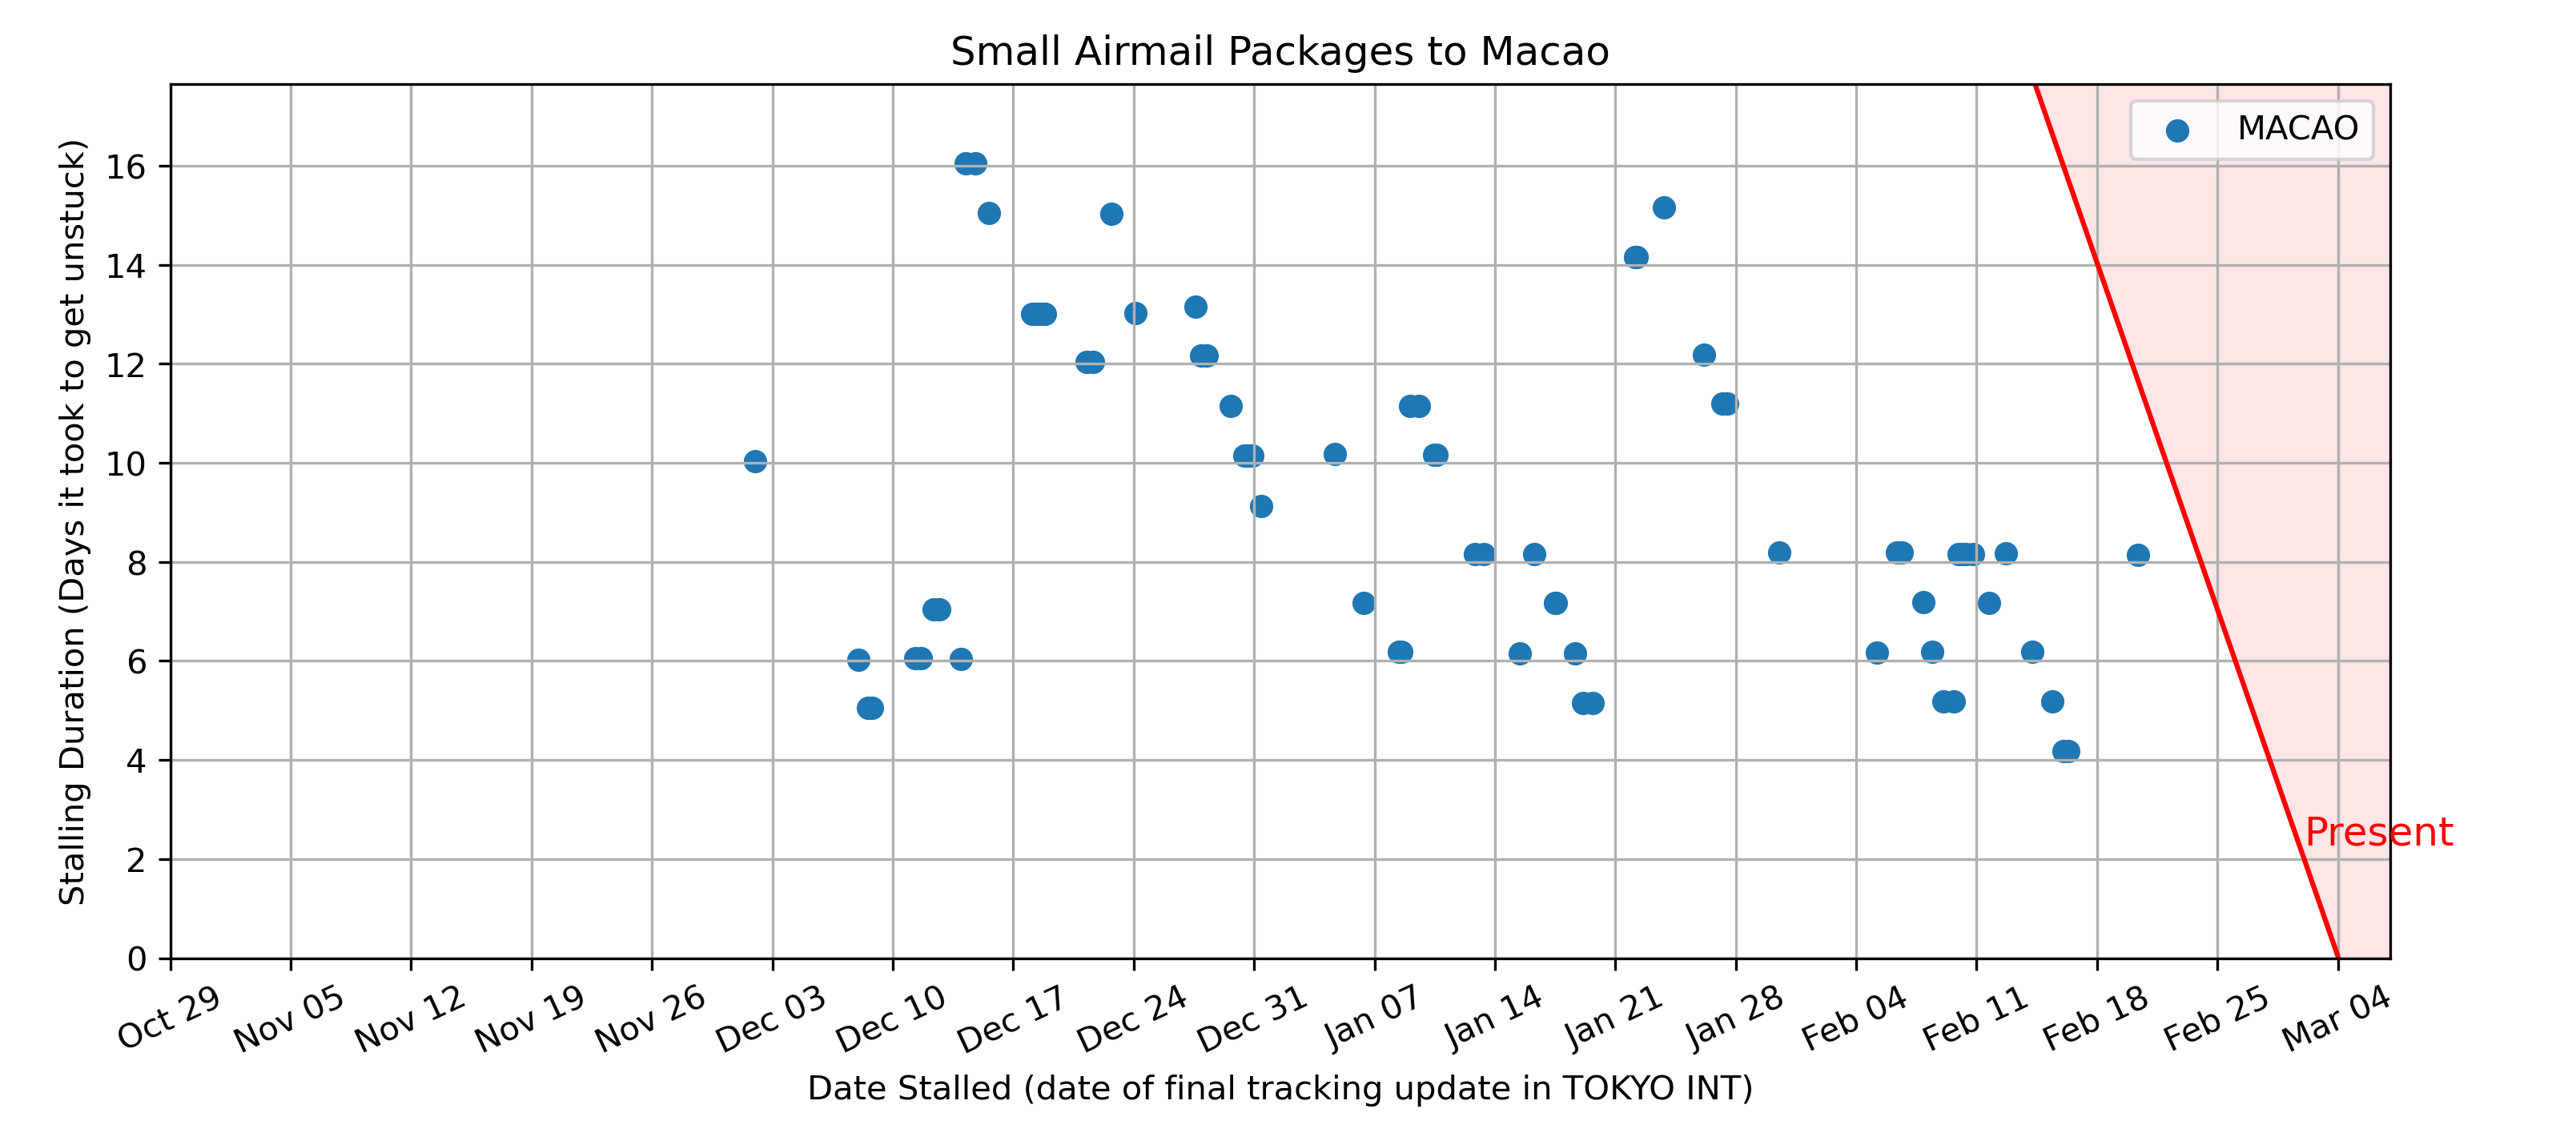 Small Airmail Packages to Macao
MACAO
Stalling Duration (Days it took to get unstuck)
16
14
12
10
8
6
4
2
0
Present
Oct 29
Nov 05
Nov 12
Nov 19
Nov 26
Dec 03
Dec 10
Dec 17
Dec 24
Dec 31
Jan 07
Jan 14
Jan 21
Jan 28
Feb 04
Feb 11
Feb 18
Feb 25
Mar 04
Date Stalled (date of final tracking update in TOKYO INT)